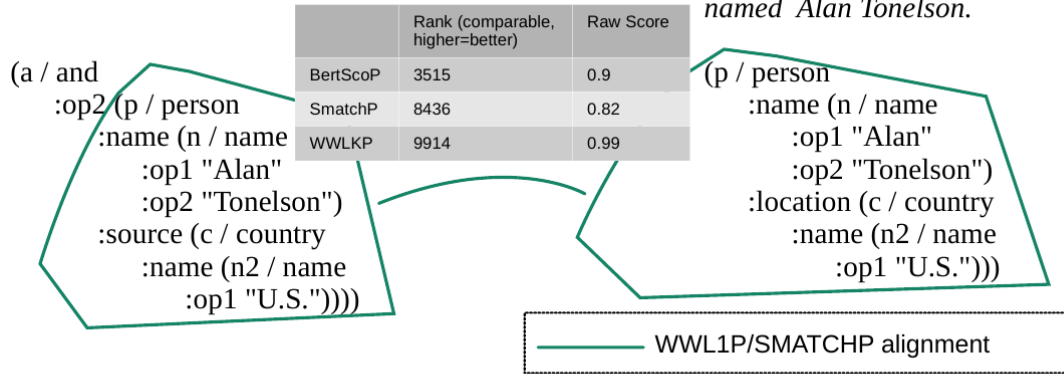 named Alan Tonelson.
Rank (comparable, higher=better) Raw Score
BertScoP 3515 0.9
SmatchP 8436 0.82
WWLKP 9914 0.99
(a / and
:op2 (p / person
:name (n / name
:op1 "Alan"
:op2 "Tonelson")
:source (c / country
:name (n2 / name
:op1 "U.S."))))
(p / person
:name (n / name
:op1 "Alan"
:op2 "Tonelson")
:location (c / country
:name (n2 / name
:op1 "U.S.")))
WWL1P/SMATCHP alignment